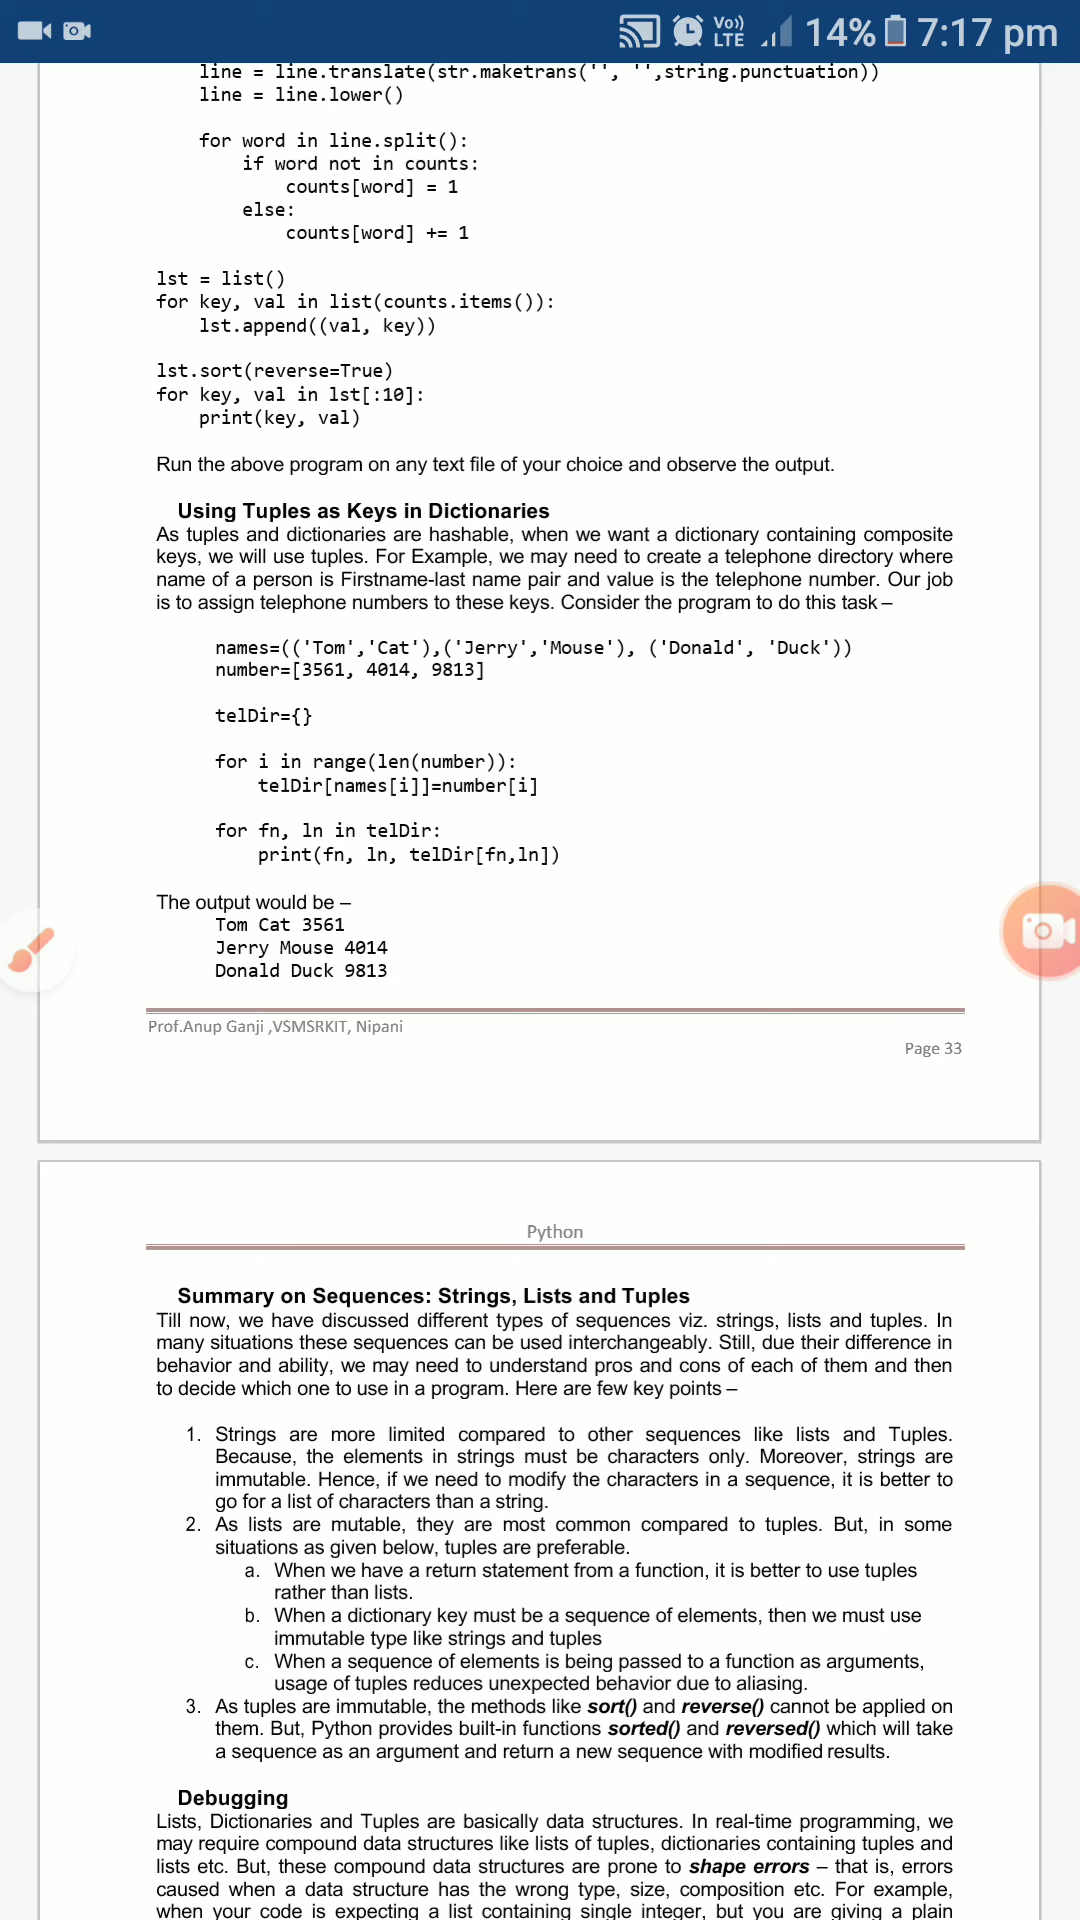 Vo)) LTE 14% 7:17 pm
line = line.translate(str.maketrans('', '',string.punctuation))
line = line.lower()
for word in line.split():
if word not in counts:
counts[word] = 1
else:
counts[word] += 1
lst = list()
for key, val in list(counts.items()):
lst.append((val, key))
lst.sort(reverse=True)
for key, val in lst[:10]:
print(key, val)
Run the above program on any text file of your choice and observe the output.
Using Tuples as Keys in Dictionaries
As tuples and dictionaries are hashable, when we want a dictionary containing composite
keys, we will use tuples. For Example, we may need to create a telephone directory where
name of a person is Firstname-last name pair and value is the telephone number. Our job
is to assign telephone numbers to these keys. Consider the program to do this task –
names=(('Tom','Cat'),('Jerry','Mouse'), ('Donald', 'Duck'))
number=[3561, 4014, 9813]
telDir={}
for i in range(len(number)):
telDir[names[i]]=number[i]
for fn, ln in telDir:
print(fn, ln, telDir[fn,ln])
The output would be –
Tom Cat 3561
Jerry Mouse 4014
Donald Duck 9813
Prof.Anup Ganji ,VSMSRKIT, Nipani
Page 33
Python
Summary on Sequences: Strings, Lists and Tuples
Till now, we have discussed different types of sequences viz. strings, lists and tuples. In
many situations these sequences can be used interchangeably. Still, due their difference in
behavior and ability, we may need to understand pros and cons of each of them and then
to decide which one to use in a program. Here are few key points –
1. Strings are more limited compared to other sequences like lists and Tuples.
Because, the elements in strings must be characters only. Moreover, strings are
immutable. Hence, if we need to modify the characters in a sequence, it is better to
go for a list of characters than a string.
2. As lists are mutable, they are most common compared to tuples. But, in some
situations as given below, tuples are preferable.
a. When we have a return statement from a function, it is better to use tuples
rather than lists.
b. When a dictionary key must be a sequence of elements, then we must use
immutable type like strings and tuples
c. When a sequence of elements is being passed to a function as arguments,
usage of tuples reduces unexpected behavior due to aliasing.
3. As tuples are immutable, the methods like sort() and reverse() cannot be applied on
them. But, Python provides built-in functions sorted() and reversed() which will take
a sequence as an argument and return a new sequence with modified results.
Debugging
Lists, Dictionaries and Tuples are basically data structures. In real-time programming, we
may require compound data structures like lists of tuples, dictionaries containing tuples and
lists etc. But, these compound data structures are prone to shape errors – that is, errors
caused when a data structure has the wrong type, size, composition etc. For example,
when your code is expecting a list containing single integer, but you are giving a plain